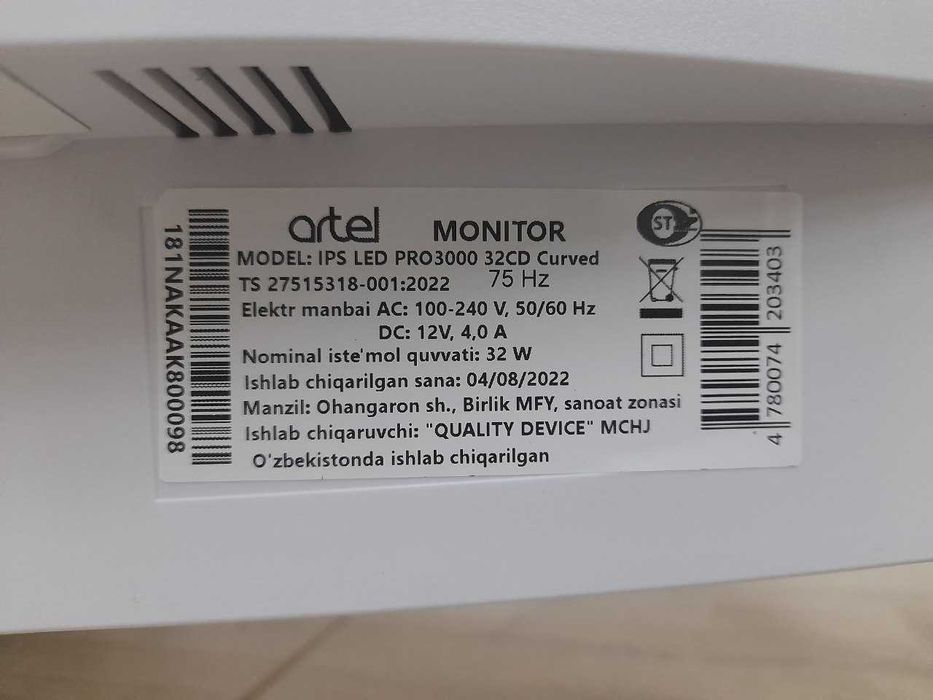 artel MONITOR
MODEL: IPS LED PRO3000 32CD Curved
TS 27515318-001:2022 75 Hz
Elektr manbai AC: 100-240 V, 50/60 Hz
DC: 12V, 4,0 A
Nominal iste'mol quvvati: 32 W
Ishlab chiqarilgan sana: 04/08/2022
Manzil: Ohangaron sh., Birlik MFY, sanoat zonasi
Ishlab chiqaruvchi: "QUALITY DEVICE" MCHJ
O'zbekistonda ishlab chiqarilgan
181NAKAAK800098
ST
4 780074 203403